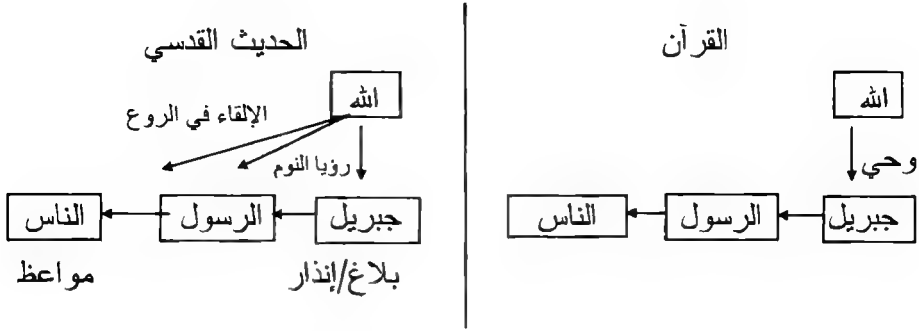 القرآن
الله
وحي
جبريل
الرسول
الناس
الحديث القدسي
الله
الإلقاء في الروع
رؤيا النوم
جبريل
الرسول
الناس
بلاغ/إنذار
مواعظ